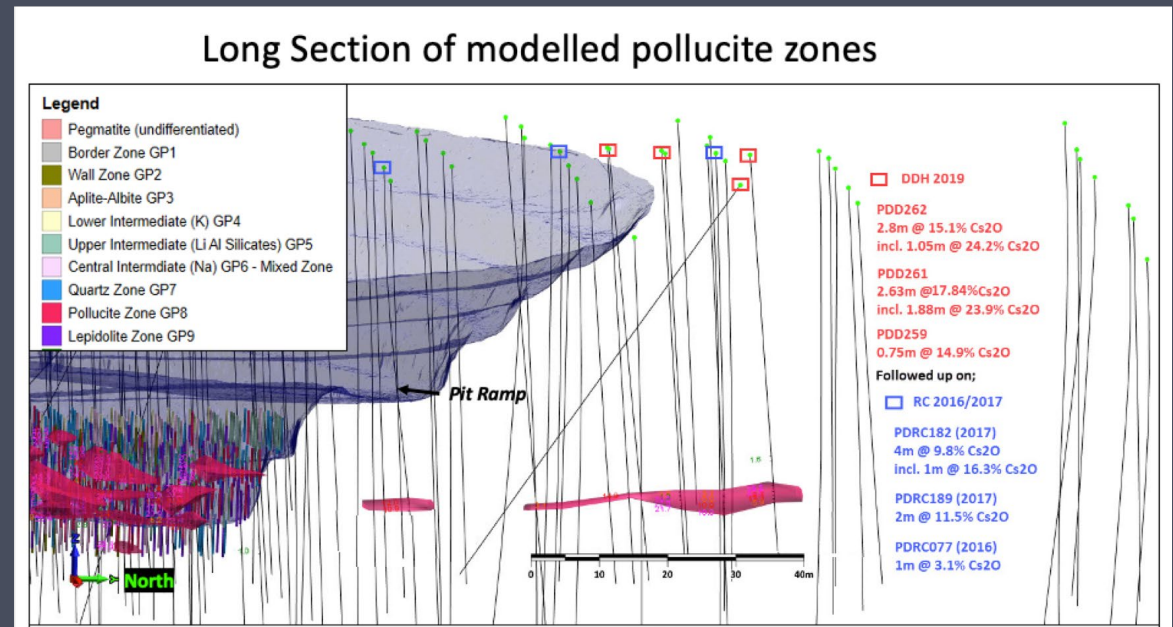 Long Section of modelled pollucite zones
Legend
Pegmatite (undifferentiated)
Border Zone GP1
Wall Zone GP2
Aplite-Albite GP3
Lower Intermediate (K) GP4
Upper Intermediate (Li Al Silicates) GP5
Central Intermdiate (Na) GP6 - Mixed Zone
Quartz Zone GP7
Pollucite Zone GP8
Lepidolite Zone GP9
Pit Ramp
DDH 2019
PDD262
2.8m @ 15.1% Cs2O
incl. 1.05m @ 24.2% Cs2O
PDD261
2.63m @17.84%Cs2O
incl. 1.88m @ 23.9% Cs2O
PDD259
0.75m @ 14.9% Cs2O
Followed up on;
RC 2016/2017
PDRC182 (2017)
4m @ 9.8% Cs2O
incl. 1m @ 16.3% Cs2O
PDRC189 (2017)
2m @ 11.5% Cs2O
PDRC077 (2016)
1m @ 3.1% Cs2O
North
0 10 20 30 40m